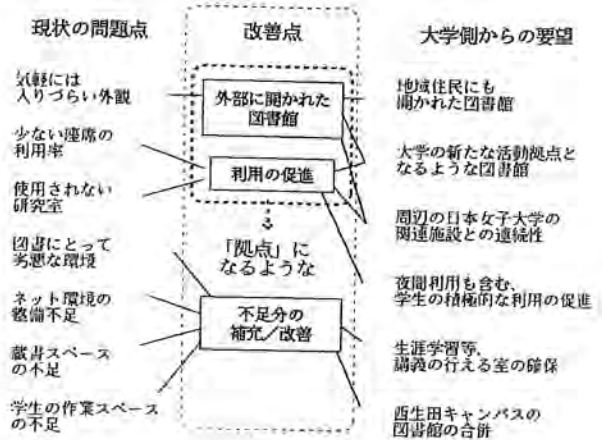 現状の問題点
気軽には
入りづらい外観
少ない座席の
利用率
使用されない
研究室
図書にとって
劣悪な環境
ネット環境の
整備不足
蔵書スペース
の不足
学生の作業スペース
の不足
改善点
外部に開かれた
図書館
利用の促進
「拠点」に
なるような
不足分の
補充／改善
大学側からの要望
地域住民にも
開かれた図書館
大学の新たな活動拠点と
なるような図書館
周辺の日本女子大学の
関連施設との連続性
夜間利用も含む、
学生の積極的な利用の促進
生涯学習等、
講義の行える室の確保
西生田キャンパスの
図書館の合併